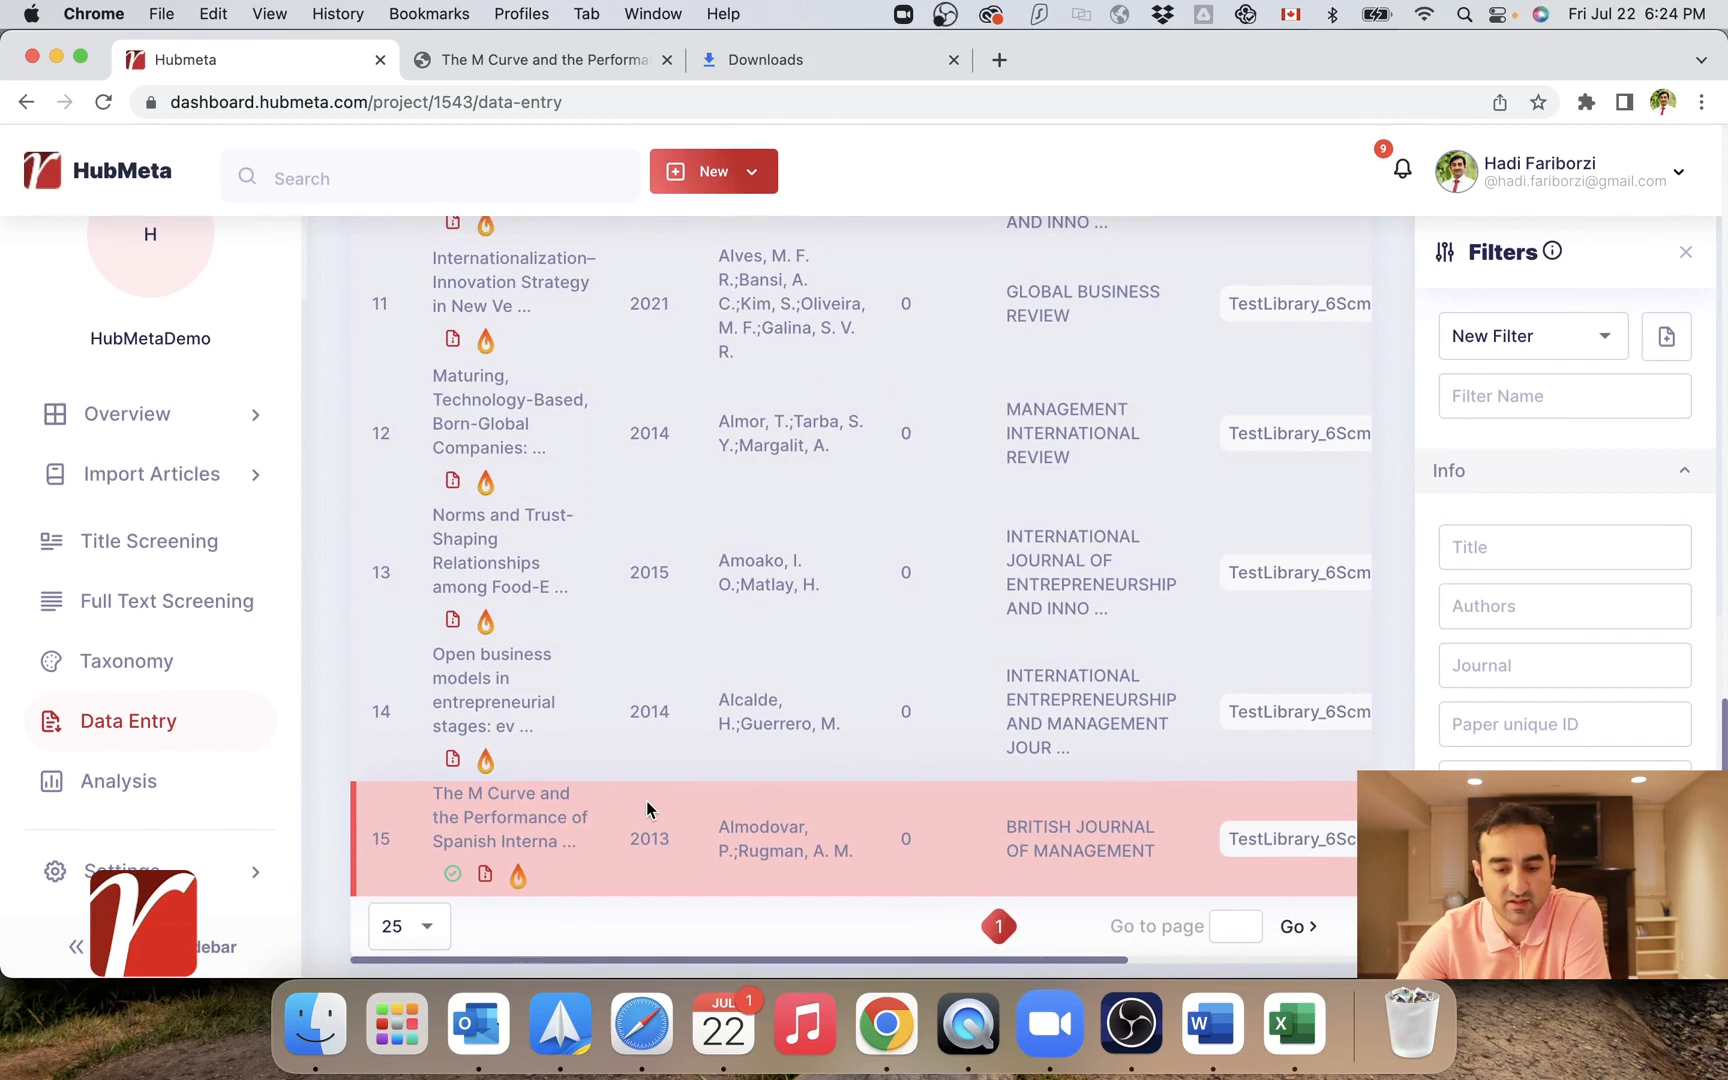 Chrome File Edit View History Bookmarks Profiles Tab Window Help Fri Jul 22 6:24 PM
Hubmeta
The M Curve and the Performa
Downloads
dashboard.hubmeta.com/project/1543/data-entry
HubMeta
Search
New
9
Hadi Fariborzi
@hadi.fariborzi@gmail.com
H
HubMetaDemo
Overview
Import Articles
Title Screening
Full Text Screening
Taxonomy
Data Entry
Analysis
Settings
debar
AND INNO ...
11
Internationalization–
Innovation Strategy
in New Ve ...
2021
Alves, M. F.
R.;Bansi, A.
C.;Kim, S.;Oliveira,
M. F.;Galina, S. V.
R.
0
GLOBAL BUSINESS
REVIEW
TestLibrary_6Scm
12
Maturing,
Technology-Based,
Born-Global
Companies: ...
2014
Almor, T.;Tarba, S.
Y.;Margalit, A.
0
MANAGEMENT
INTERNATIONAL
REVIEW
TestLibrary_6Scm
13
Norms and Trust-
Shaping
Relationships
among Food-E ...
2015
Amoako, I.
O.;Matlay, H.
0
INTERNATIONAL
JOURNAL OF
ENTREPRENEURSHIP
AND INNO ...
TestLibrary_6Scm
14
Open business
models in
entrepreneurial
stages: ev ...
2014
Alcalde,
H.;Guerrero, M.
0
INTERNATIONAL
ENTREPRENEURSHIP
AND MANAGEMENT
JOUR ...
TestLibrary_6Scm
15
The M Curve and
the Performance of
Spanish Interna ...
2013
Almodovar,
P.;Rugman, A. M.
0
BRITISH JOURNAL
OF MANAGEMENT
TestLibrary_6Sc
25
1
Go to page
Go
Filters
New Filter
Filter Name
Info
Title
Authors
Journal
Paper unique ID
JUL
22
1